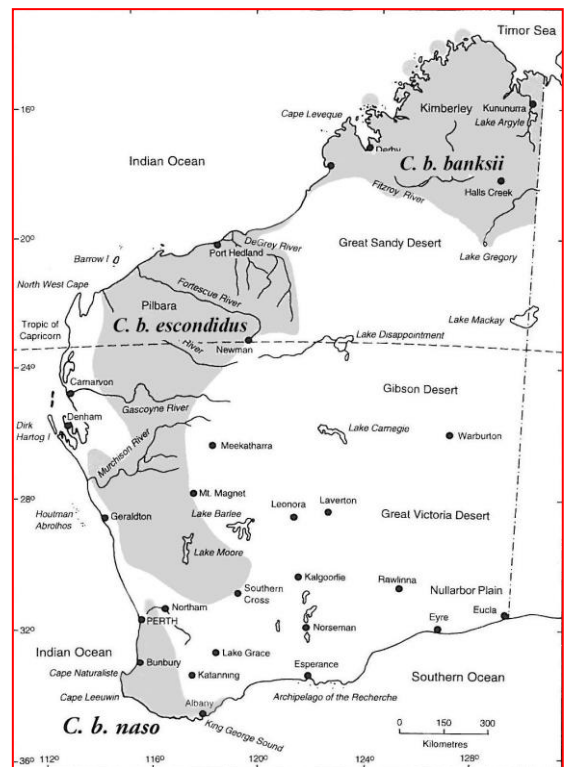 Timor Sea
16°
Cape Leveque
Kimberley
Kununurra
Lake Argyle
Derby
Indian Ocean
C. b. banksii
Halls Creek
Fitzroy River
20°
DeGrey River
Great Sandy Desert
Port Hedland
Lake Gregory
Barrow I
North West Cape
Fortescue River
Pilbara
Lake Mackay
Tropic of
Capricorn
C. b. escondidus
Lake Disappointment
River
Newman
24°
Carnarvon
Gibson Desert
Gascoyne River
Denham
Dirk
Hartog I
Lake Carnegie
Warburton
Murchison River
Meekatharra
28°
Mt. Magnet
Houtman
Abrolhos
Geraldton
Lake Barlee
Leonora
Laverton
Great Victoria Desert
Lake Moore
Kalgoorlie
Rawlinna
Nullarbor Plain
Southern
Cross
Northam
PERTH
Eyre
Eucla
32°
Norseman
Indian Ocean
Lake Grace
Bunbury
Esperance
Southern Ocean
Cape Naturaliste
Katanning
Cape Leeuwin
Albany
Archipelago of the Recherche
C. b. naso
King George Sound
0 150 300
Kilometres
36°
112°
116°
120°
124°
128°